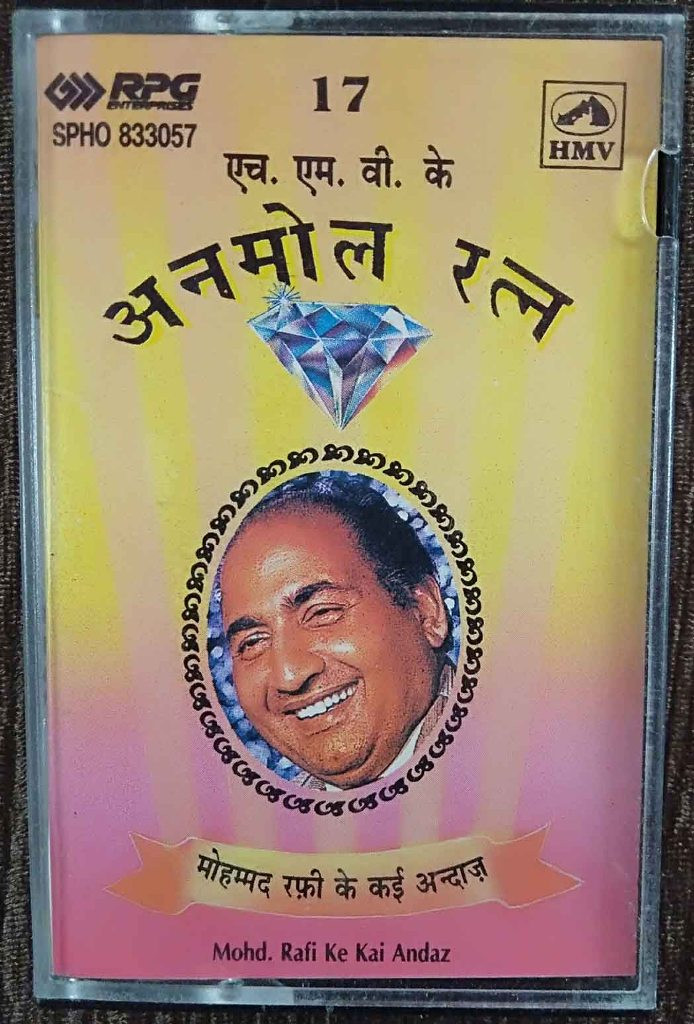 RPG
ENTERPRISES
SPHO 833057
17
HMV
एच. एम. वी. के
अनमोल रत्न
मोहम्मद रफ़ी के कई अन्दाज़
Mohd. Rafi Ke Kai Andaz